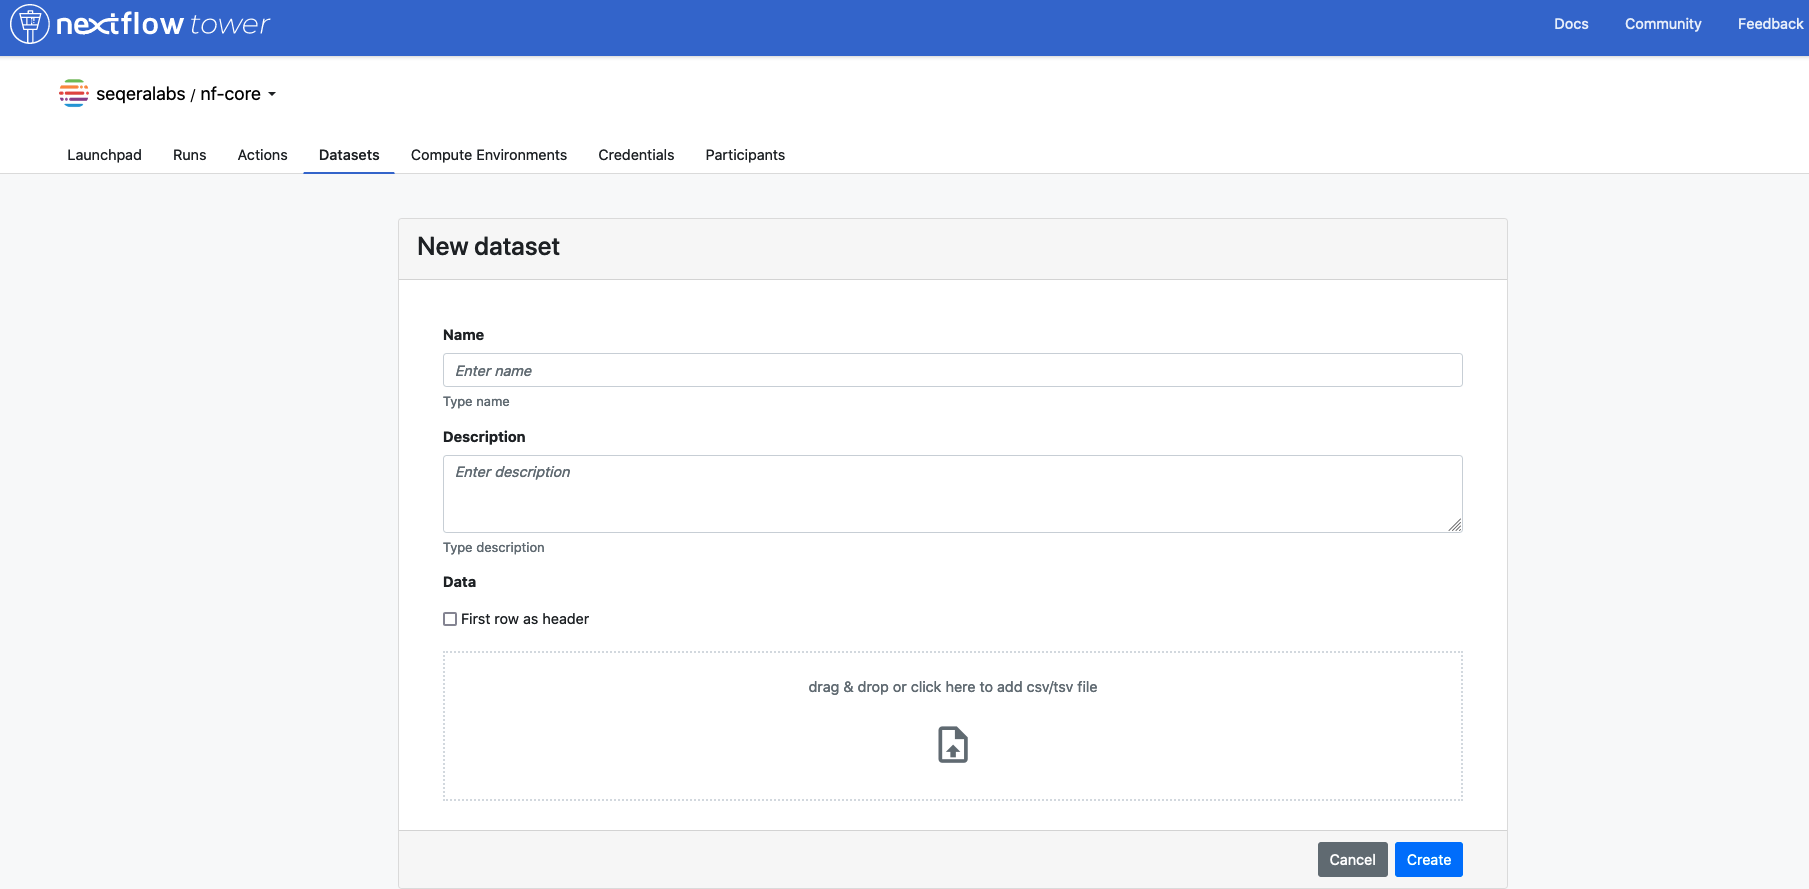 nextflow tower
Docs Community Feedback
seqeralabs / nf-core
Launchpad Runs Actions Datasets Compute Environments Credentials Participants
New dataset
Name
Enter name
Type name
Description
Enter description
Type description
Data
First row as header
drag & drop or click here to add csv/tsv file
Cancel Create